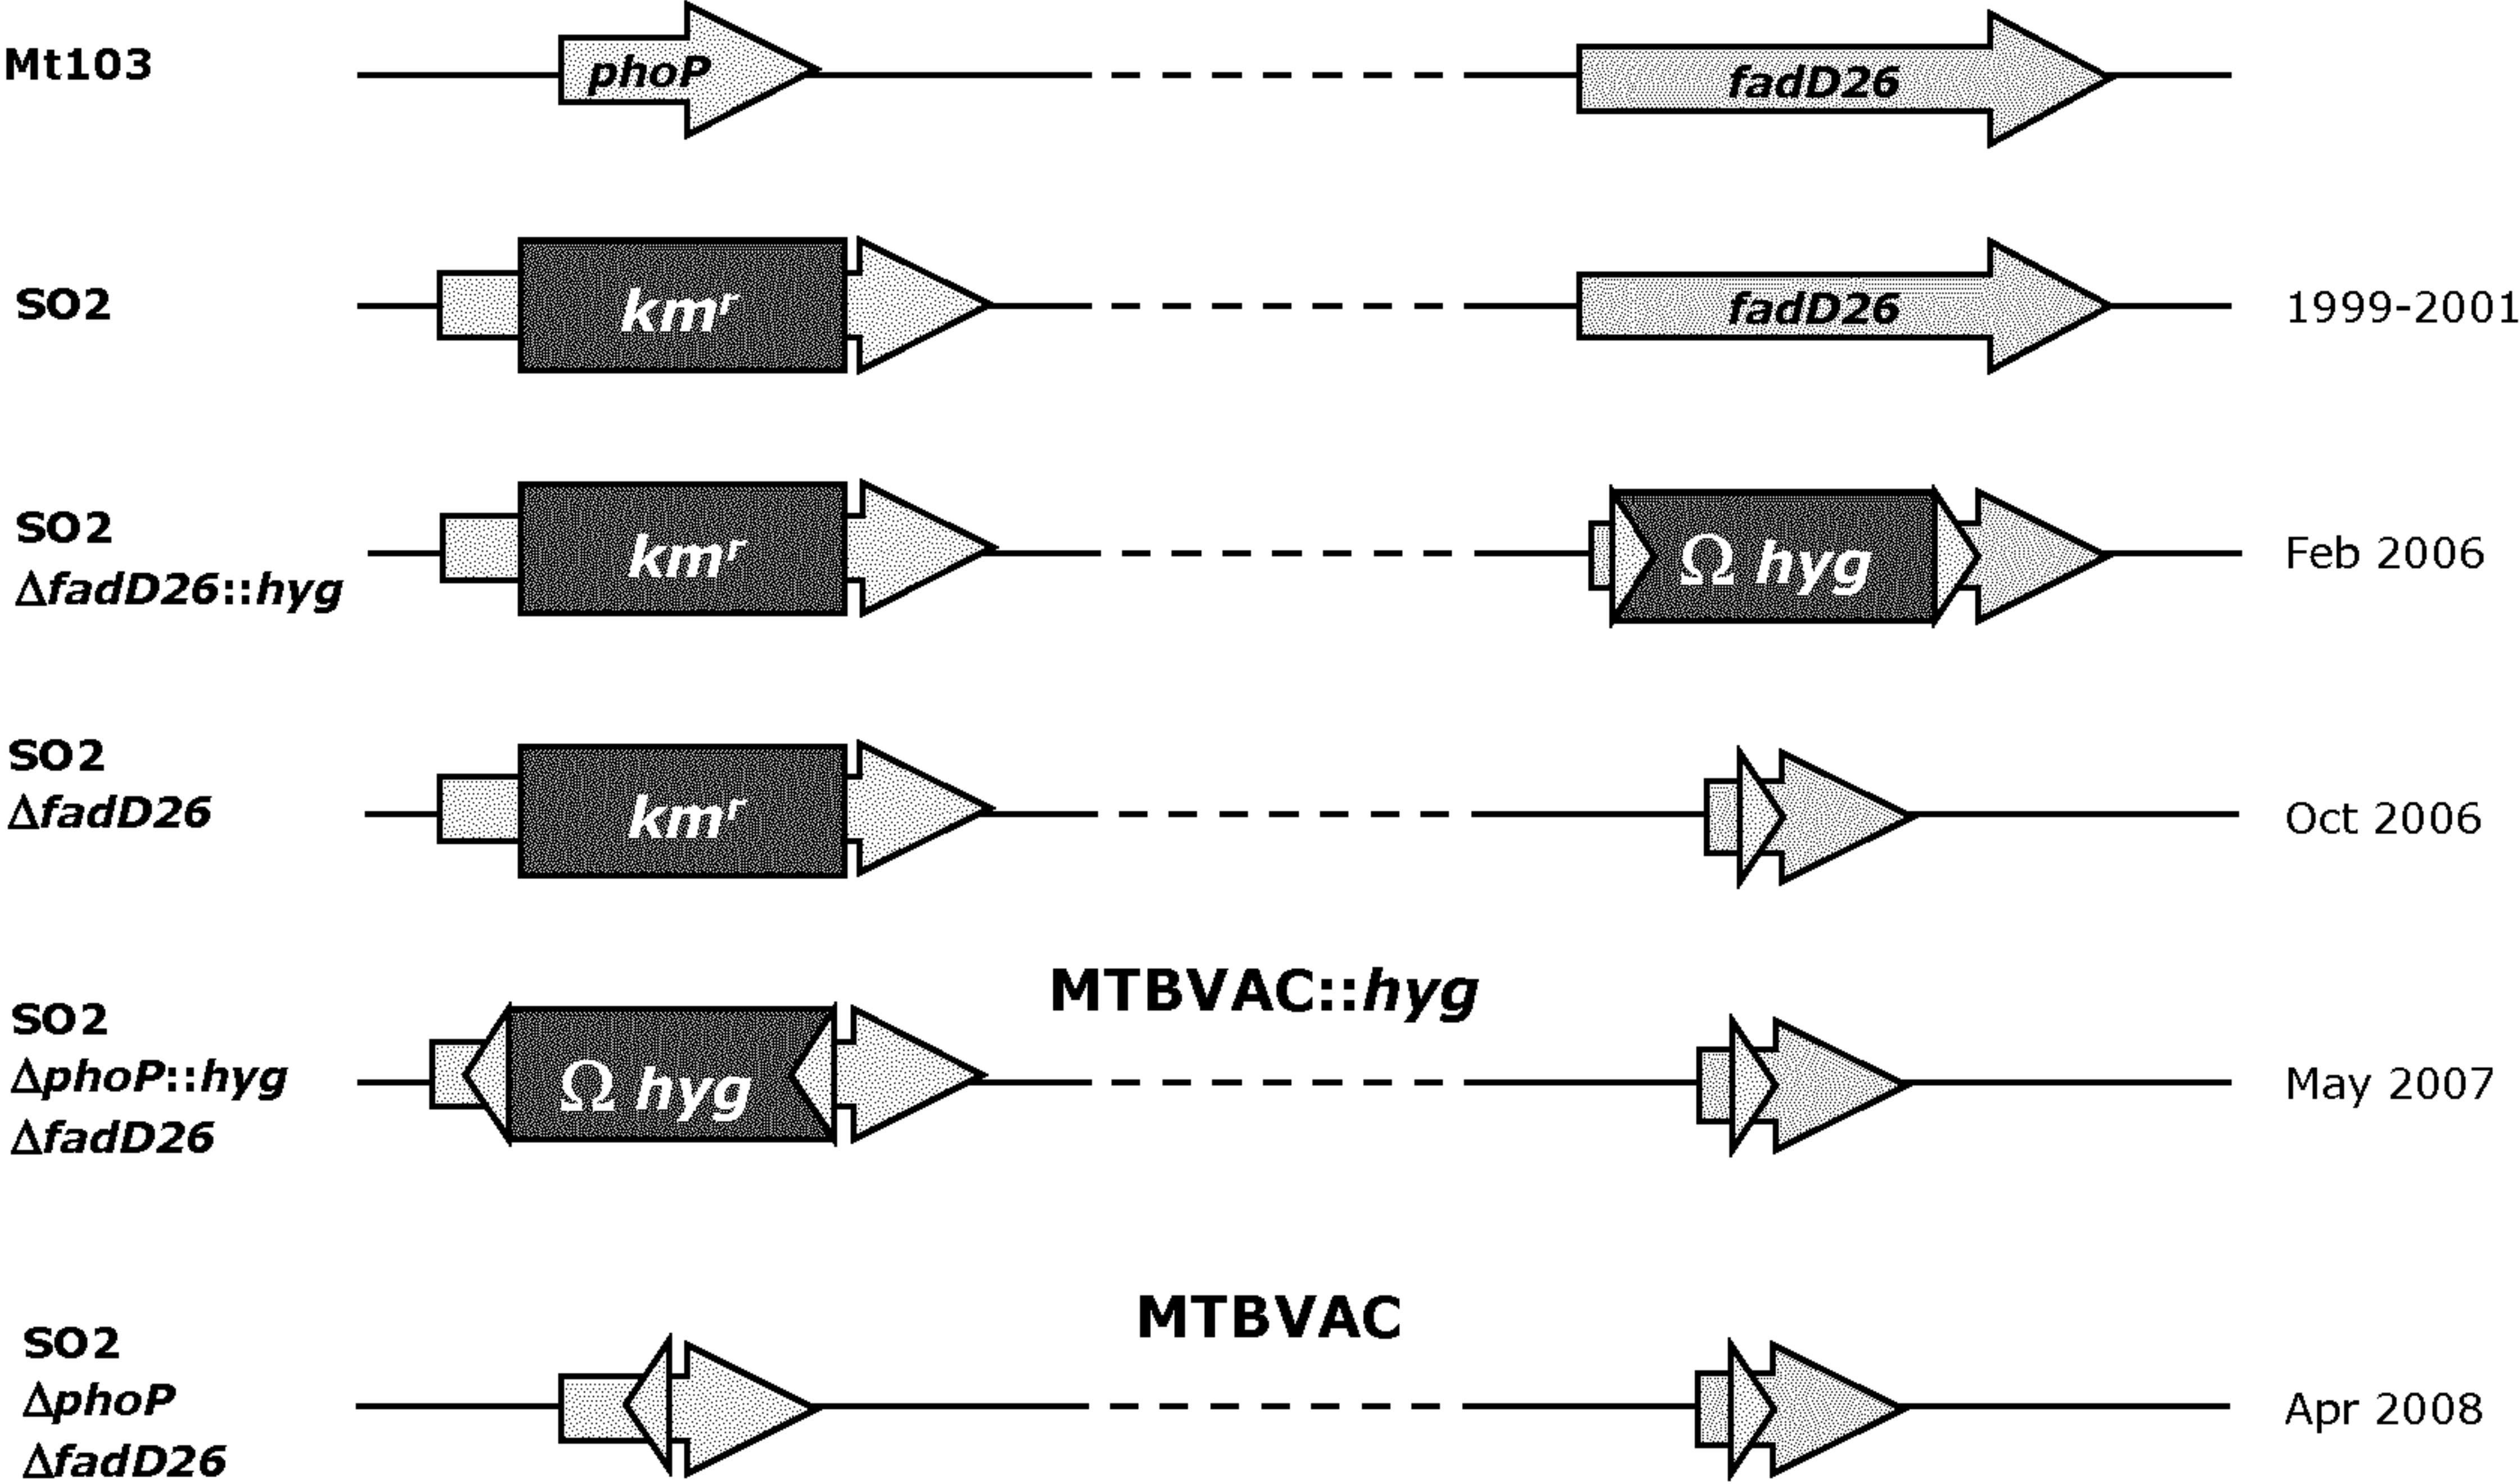 Mt103
phoP
fadD26
SO2
kmʳ
fadD26
1999-2001
SO2
ΔfadD26::hyg
kmʳ
Ω hyg
Feb 2006
SO2
ΔfadD26
kmʳ
Oct 2006
MTBVAC::hyg
SO2
ΔphoP::hyg
ΔfadD26
Ω hyg
May 2007
MTBVAC
SO2
ΔphoP
ΔfadD26
Apr 2008